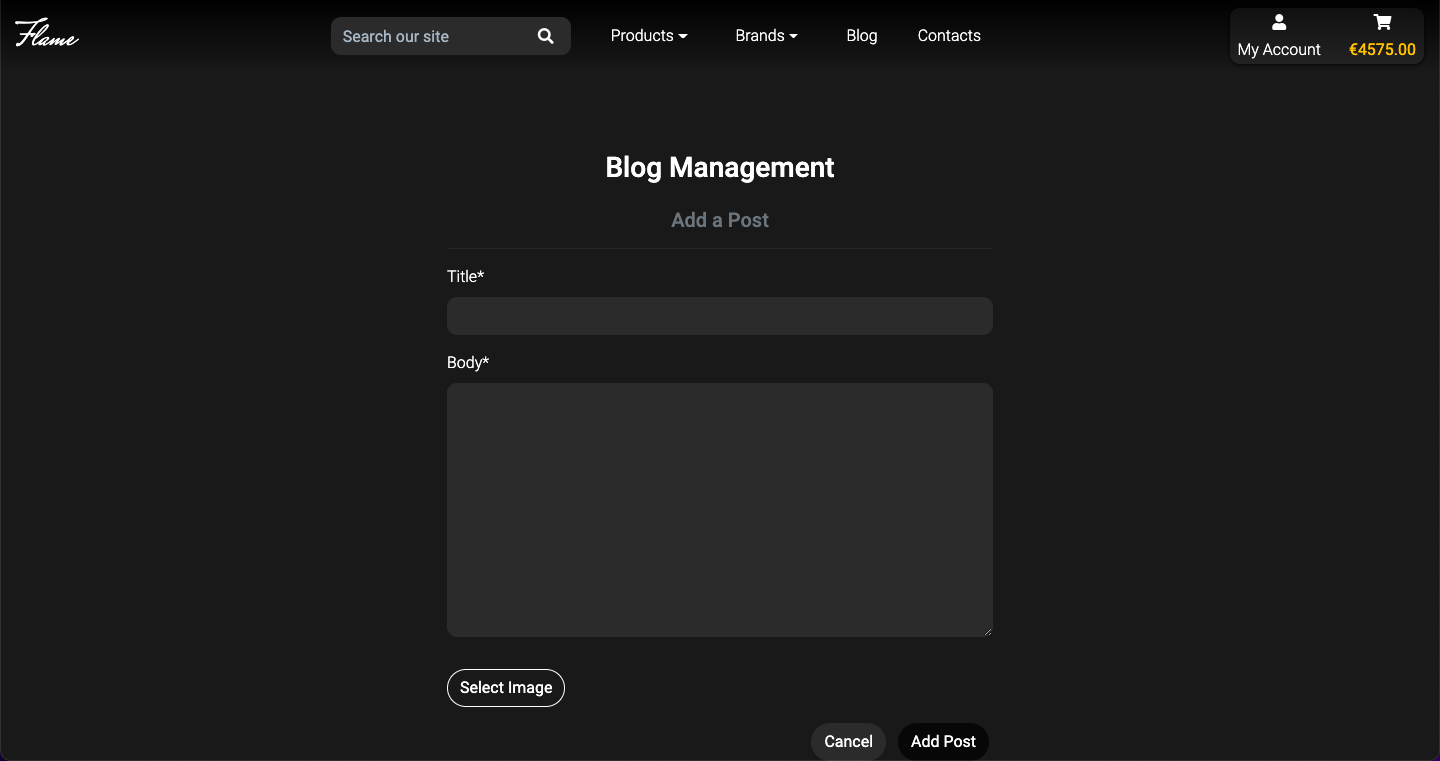 Flame
Search our site
Products
Brands
Blog
Contacts
My Account
€4575.00
Blog Management
Add a Post
Title*
Body*
Select Image
Cancel
Add Post